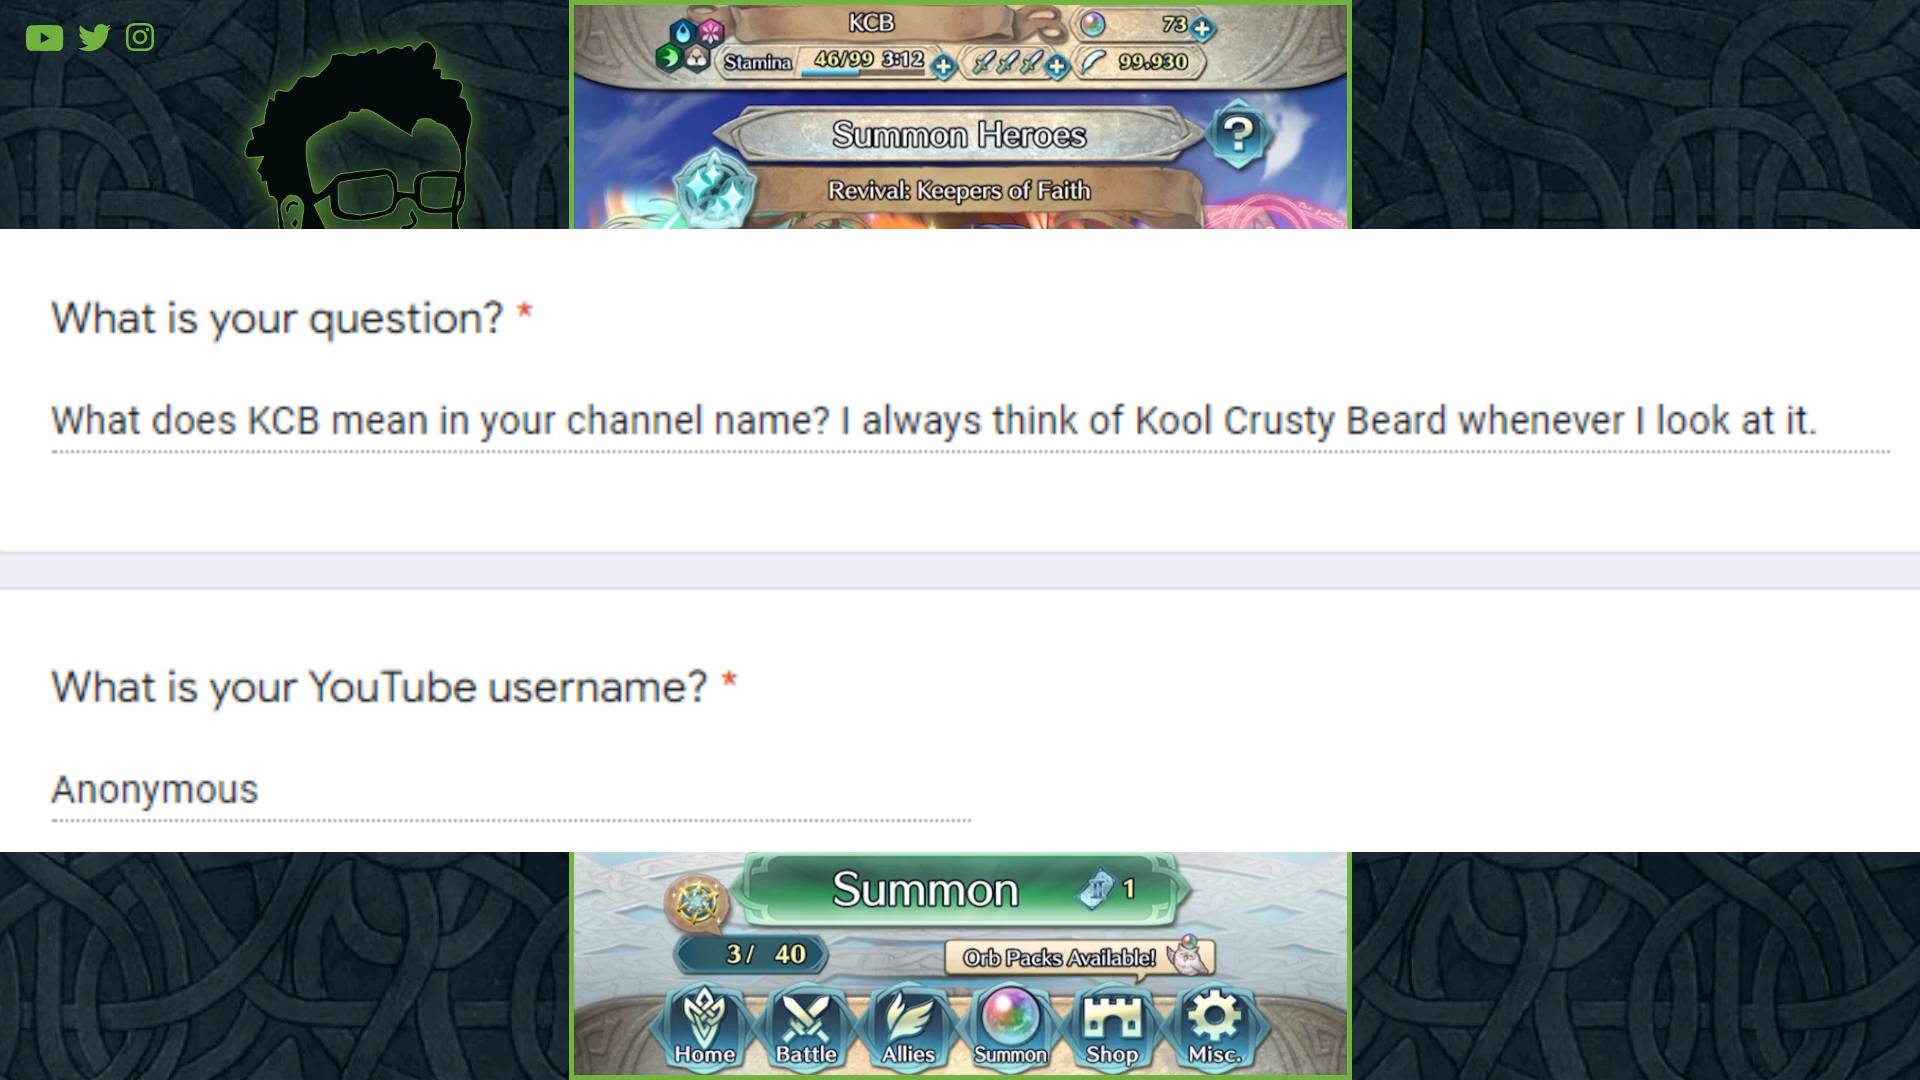 KCB
73
Stamina 46/99 3:12
99,930
Summon Heroes
?
Revival: Keepers of Faith
What is your question? *
What does KCB mean in your channel name? I always think of Kool Crusty Beard whenever I look at it.
What is your YouTube username? *
Anonymous
Summon 1
3/ 40
Orb Packs Available!
Home Battle Allies Summon Shop Misc.